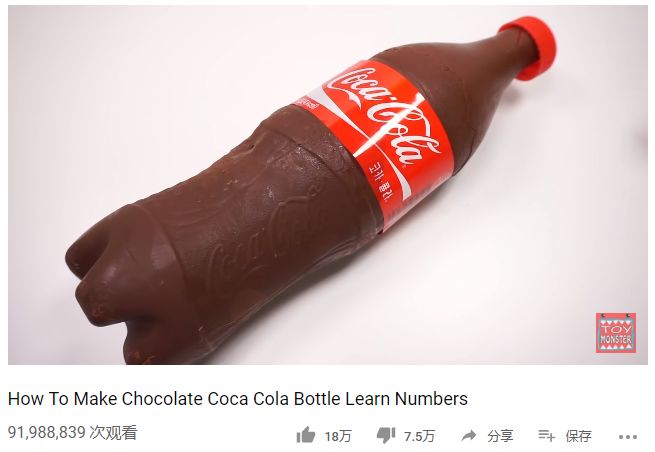 Coca-Cola
코카 콜라
Coca-Cola
TOY
MONSTER
How To Make Chocolate Coca Cola Bottle Learn Numbers
91,988,839 次观看
18万 7.5万 分享 保存